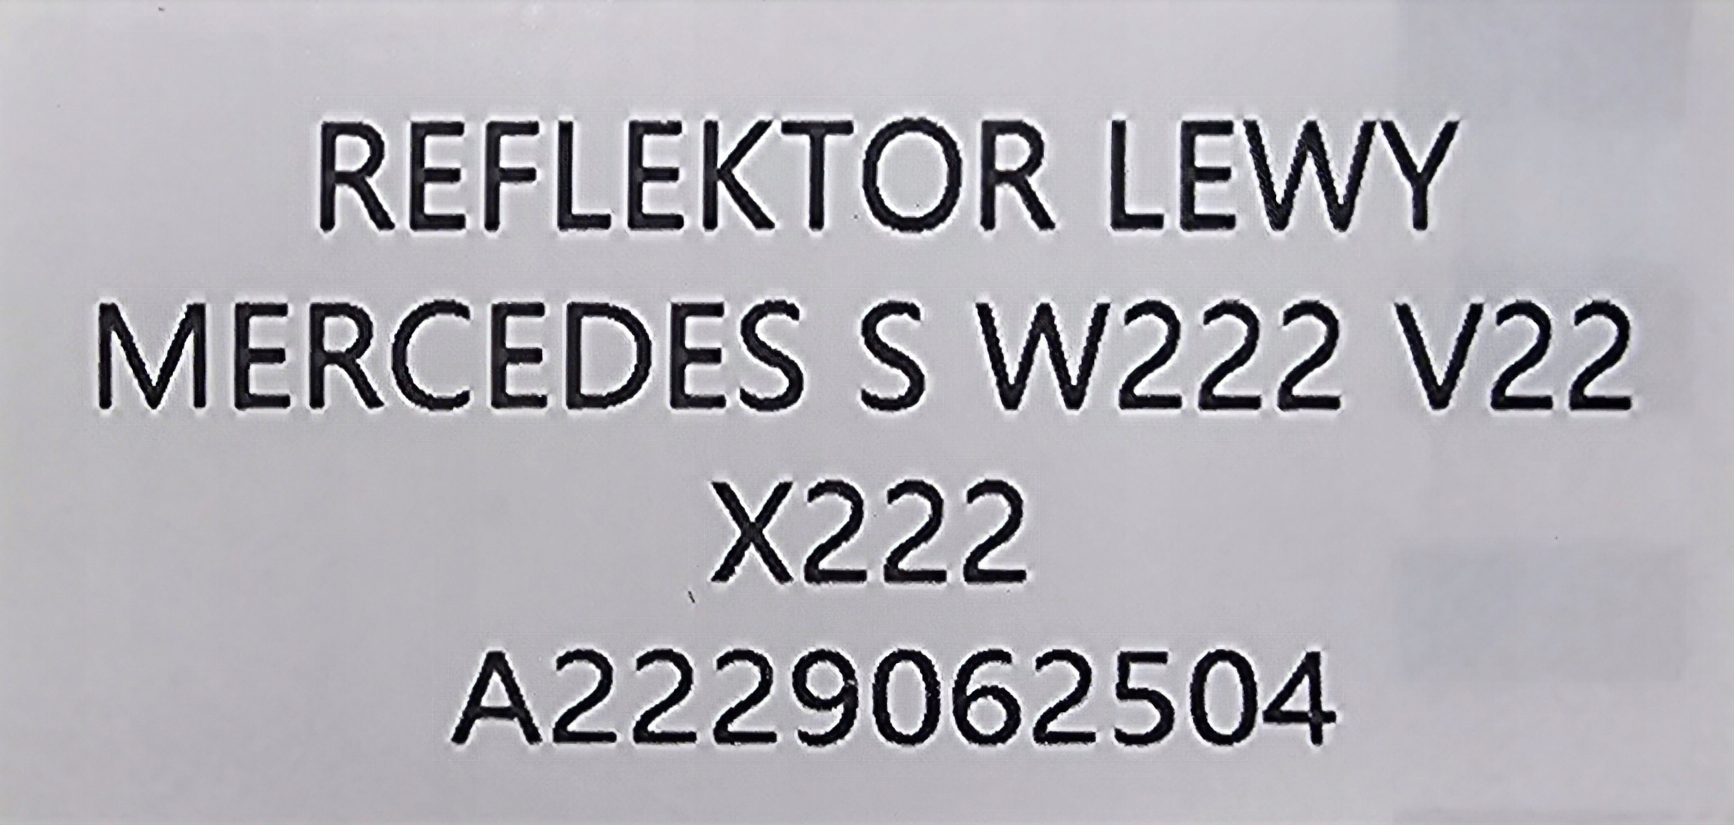 REFLEKTOR LEWY
MERCEDES S W222 V22
X222
A2229062504